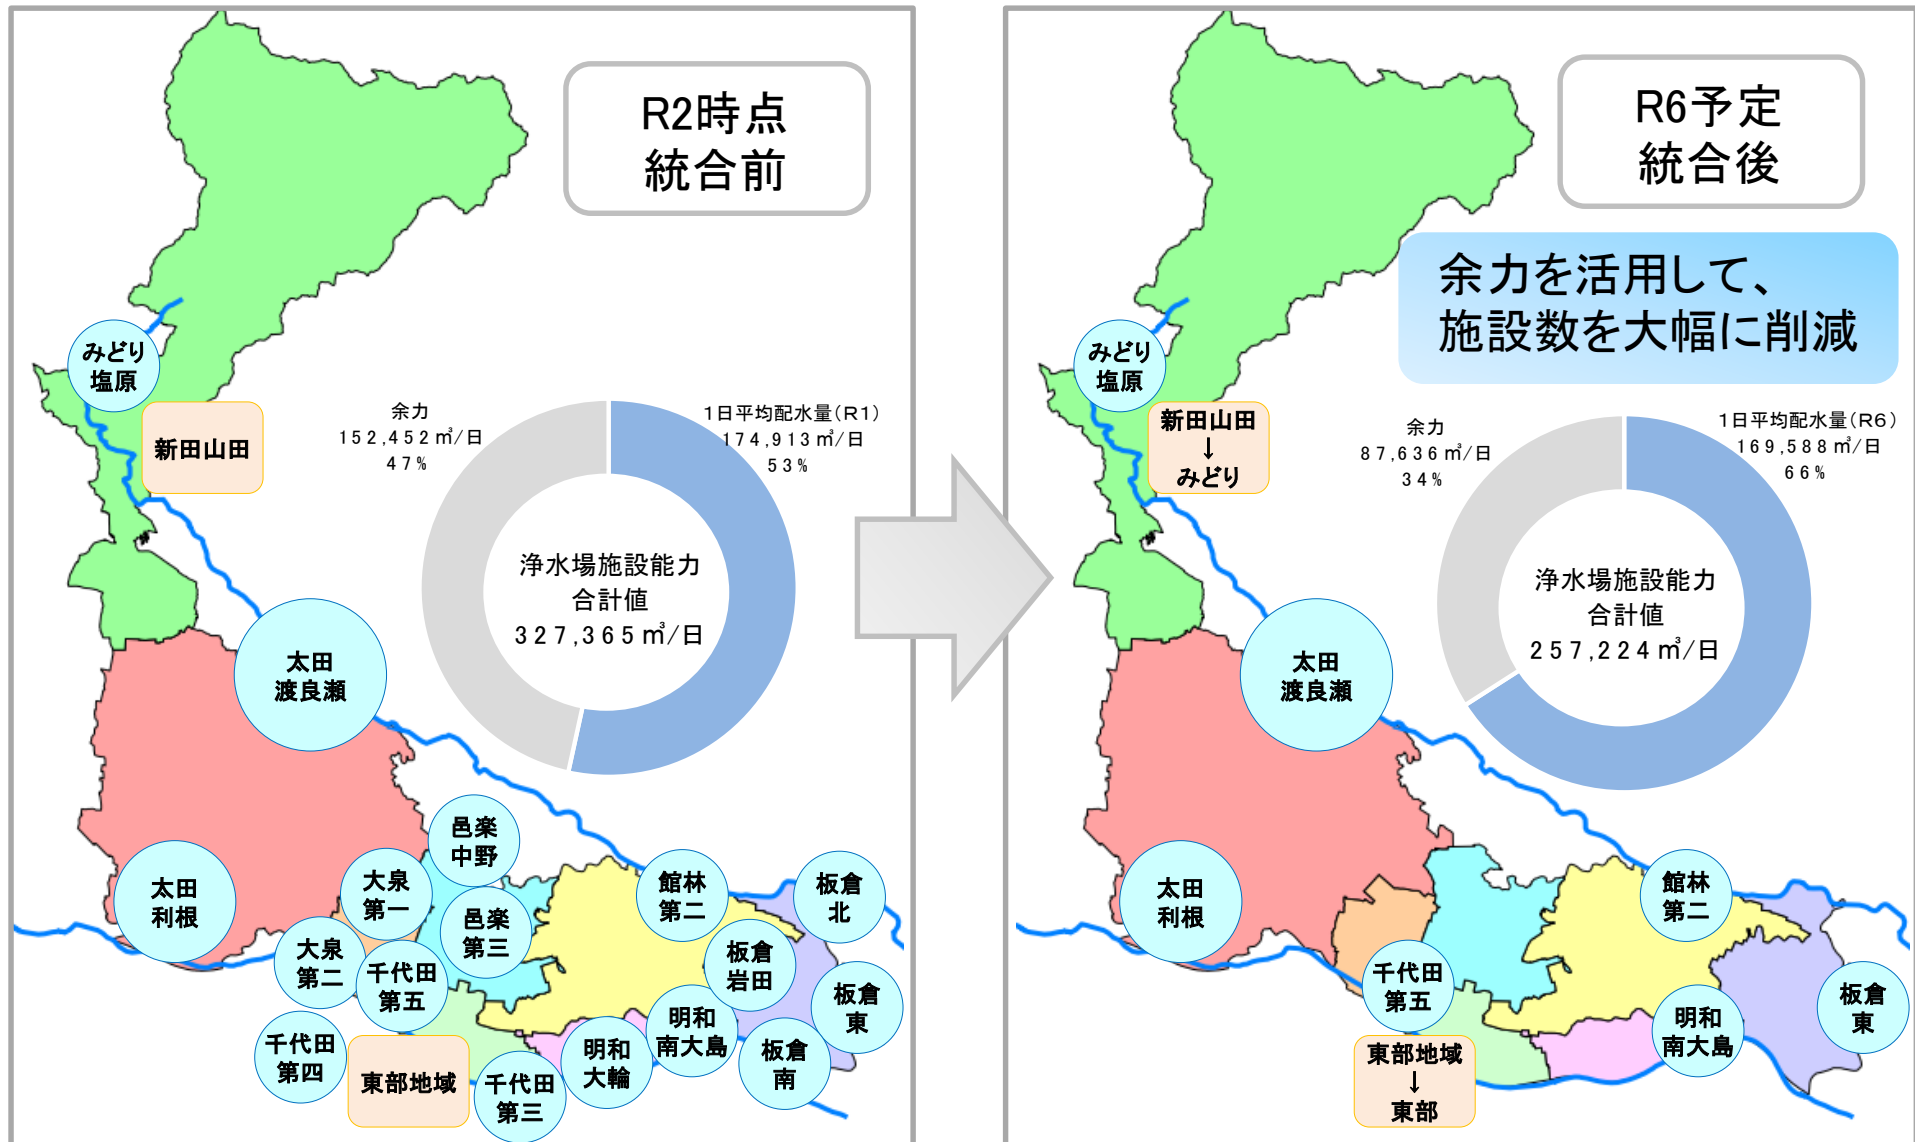 R2時点
統合前
みどり
塩原
新田山田
余力
152,452㎥/日
47%
1日平均配水量(R1)
174,913㎥/日
53%
浄水場施設能力
合計値
327,365㎥/日
太田
渡良瀬
太田
利根
邑楽
中野
大泉
第一
邑楽
第三
大泉
第二
千代田
第五
千代田
第四
東部地域
千代田
第三
明和
大輪
明和
南大島
館林
第二
板倉
岩田
板倉
北
板倉
東
板倉
南
R6予定
統合後
余力を活用して、
施設数を大幅に削減
みどり
塩原
新田山田
↓
みどり
余力
87,636㎥/日
34%
1日平均配水量(R6)
169,588㎥/日
66%
浄水場施設能力
合計値
257,224㎥/日
太田
渡良瀬
太田
利根
館林
第二
千代田
第五
明和
南大島
板倉
東
東部地域
↓
東部